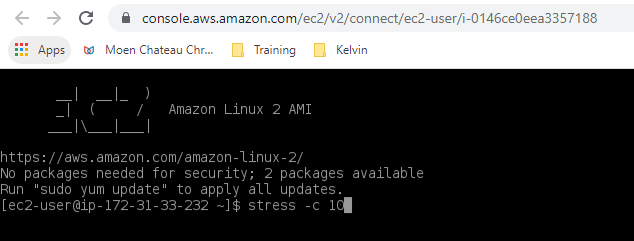 console.aws.amazon.com/ec2/v2/connect/ec2-user/i-0146ce0eea3357188
Apps Moen Chateau Chr... Training Kelvin
__| __|_ )
_| ( / Amazon Linux 2 AMI
___|\___|___|
https://aws.amazon.com/amazon-linux-2/
No packages needed for security; 2 packages available
Run "sudo yum update" to apply all updates.
[ec2-user@ip-172-31-33-232 ~]$ stress -c 10